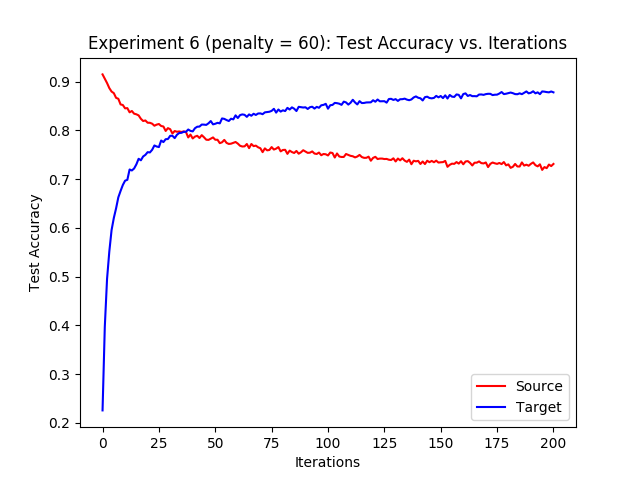 Experiment 6 (penalty = 60): Test Accuracy vs. Iterations
Test Accuracy
0.9
0.8
0.7
0.6
0.5
0.4
0.3
0.2
0 25 50 75 100 125 150 175 200
Iterations
Source
Target